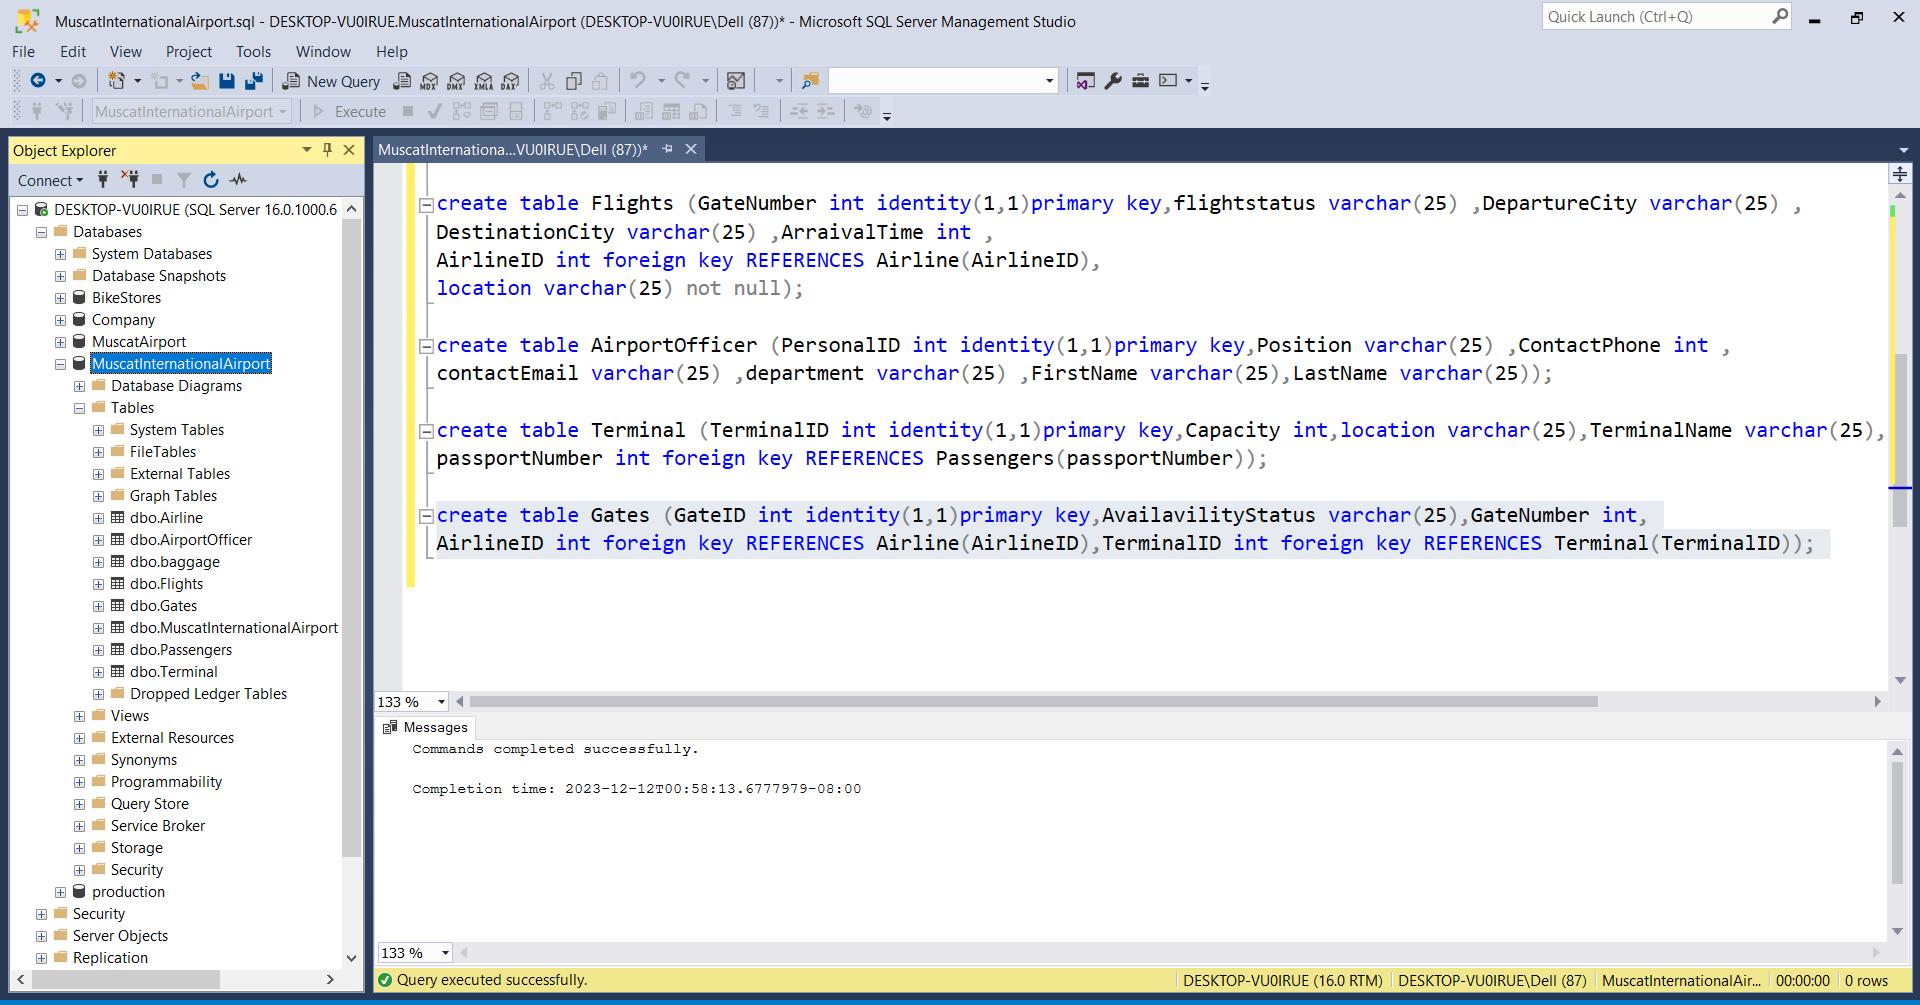 MuscatInternationalAirport.sql - DESKTOP-VU0IRUE.MuscatInternationalAirport (DESKTOP-VU0IRUE\Dell (87))* - Microsoft SQL Server Management Studio
Quick Launch (Ctrl+Q)
File Edit View Project Tools Window Help
New Query MDX DMX XMLA DAX
MuscatInternationalAirport Execute
Object Explorer
Connect
DESKTOP-VU0IRUE (SQL Server 16.0.1000.6
Databases
System Databases
Database Snapshots
BikeStores
Company
MuscatAirport
MuscatInternationalAirport
Database Diagrams
Tables
System Tables
FileTables
External Tables
Graph Tables
dbo.Airline
dbo.AirportOfficer
dbo.baggage
dbo.Flights
dbo.Gates
dbo.MuscatInternationalAirport
dbo.Passengers
dbo.Terminal
Dropped Ledger Tables
Views
External Resources
Synonyms
Programmability
Query Store
Service Broker
Storage
Security
production
Security
Server Objects
Replication
MuscatInternationa...VU0IRUE\Dell (87))*
create table Flights (GateNumber int identity(1,1)primary key,flightstatus varchar(25) ,DepartureCity varchar(25) ,
DestinationCity varchar(25) ,ArraivalTime int ,
AirlineID int foreign key REFERENCES Airline(AirlineID),
location varchar(25) not null);
create table AirportOfficer (PersonalID int identity(1,1)primary key,Position varchar(25) ,ContactPhone int ,
contactEmail varchar(25) ,department varchar(25) ,FirstName varchar(25),LastName varchar(25));
create table Terminal (TerminalID int identity(1,1)primary key,Capacity int,location varchar(25),TerminalName varchar(25),
passportNumber int foreign key REFERENCES Passengers(passportNumber));
create table Gates (GateID int identity(1,1)primary key,AvailavilityStatus varchar(25),GateNumber int,
AirlineID int foreign key REFERENCES Airline(AirlineID),TerminalID int foreign key REFERENCES Terminal(TerminalID));
133 %
Messages
Commands completed successfully.
Completion time: 2023-12-12T00:58:13.6777979-08:00
133 %
Query executed successfully.
DESKTOP-VU0IRUE (16.0 RTM) DESKTOP-VU0IRUE\Dell (87) MuscatInternationalAir... 00:00:00 0 rows